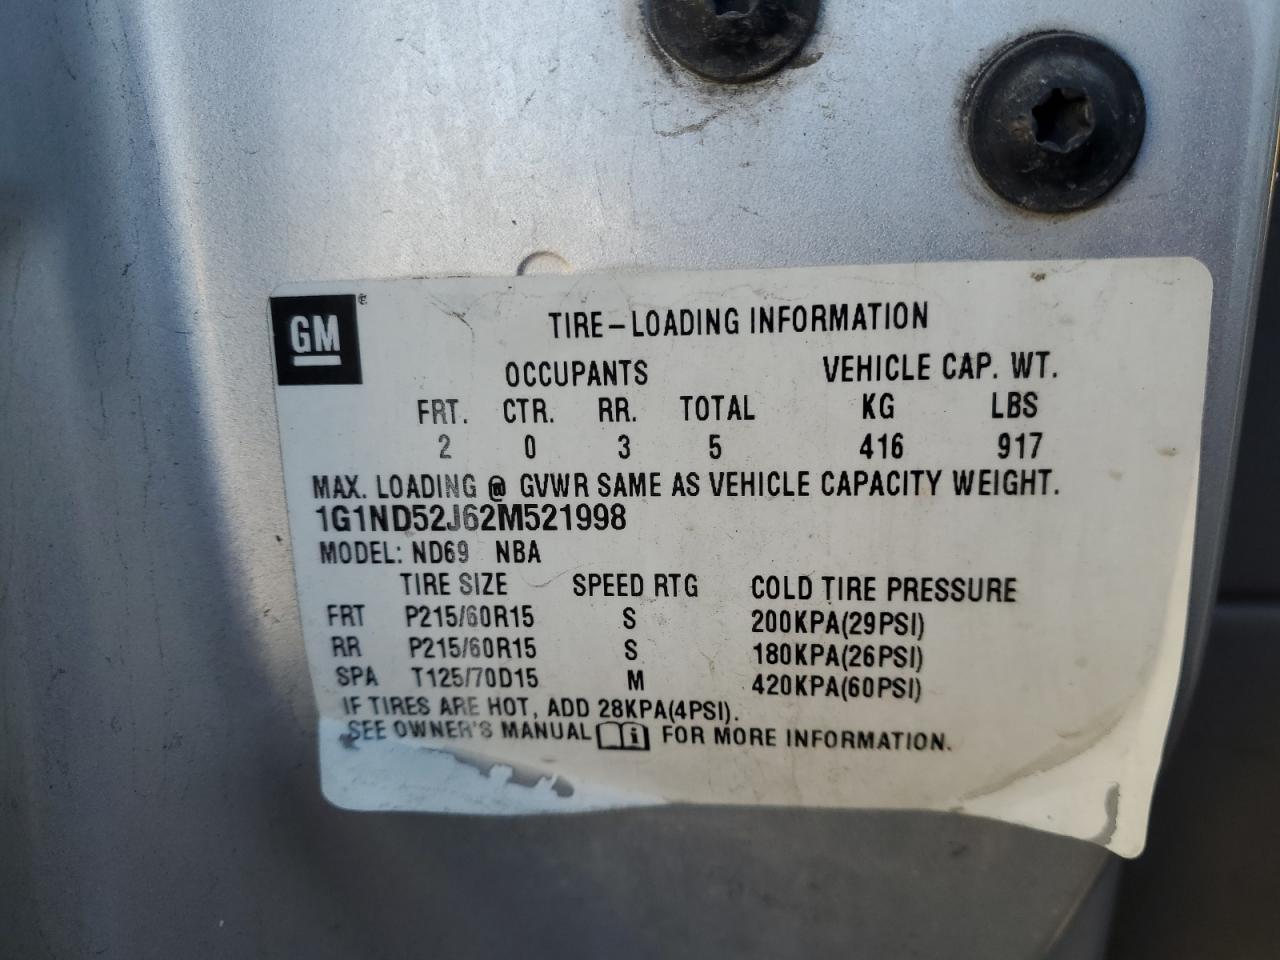 GM ®
TIRE-LOADING INFORMATION
OCCUPANTS VEHICLE CAP. WT.
FRT. CTR. RR. TOTAL KG LBS
2 0 3 5 416 917
MAX. LOADING @ GVWR SAME AS VEHICLE CAPACITY WEIGHT.
1G1ND52J62M521998
MODEL: ND69 NBA
TIRE SIZE SPEED RTG COLD TIRE PRESSURE
FRT P215/60R15 S 200KPA(29PSI)
RR P215/60R15 S 180KPA(26PSI)
SPA T125/70D15 M 420KPA(60PSI)
IF TIRES ARE HOT, ADD 28KPA(4PSI).
SEE OWNER'S MANUAL i FOR MORE INFORMATION.